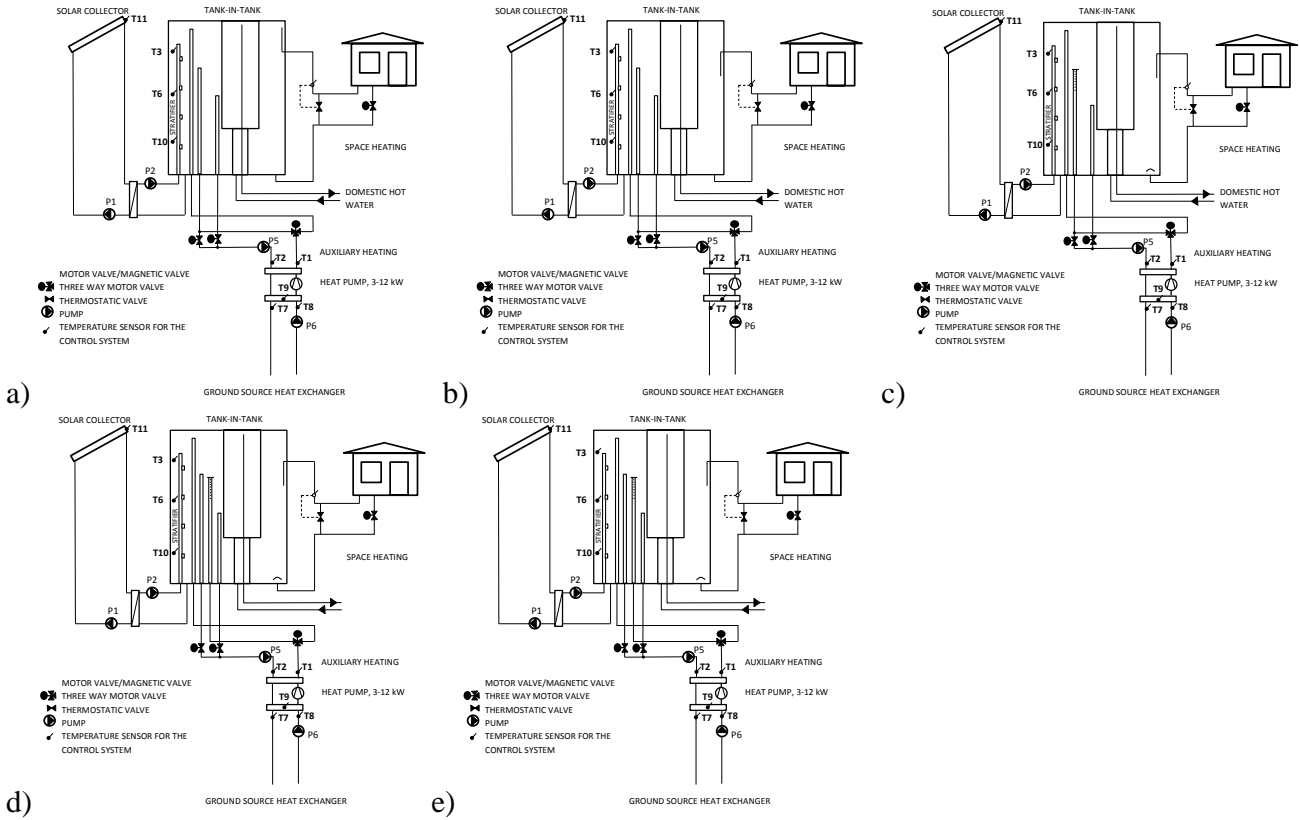 SOLAR COLLECTOR
T11
TANK-IN-TANK
T3
T6
STRATIFIER
T10
P2
P1
SPACE HEATING
DOMESTIC HOT
WATER
P5
AUXILIARY HEATING
T2
T1
HEAT PUMP, 3-12 kW
T9
T7
T8
P6
MOTOR VALVE/MAGNETIC VALVE
THREE WAY MOTOR VALVE
THERMOSTATIC VALVE
PUMP
TEMPERATURE SENSOR FOR THE
CONTROL SYSTEM
GROUND SOURCE HEAT EXCHANGER
a)
SOLAR COLLECTOR
T11
TANK-IN-TANK
T3
T6
STRATIFIER
T10
P2
P1
SPACE HEATING
DOMESTIC HOT
WATER
P5
AUXILIARY HEATING
T2
T1
HEAT PUMP, 3-12 kW
T9
T7
T8
P6
MOTOR VALVE/MAGNETIC VALVE
THREE WAY MOTOR VALVE
THERMOSTATIC VALVE
PUMP
TEMPERATURE SENSOR FOR THE
CONTROL SYSTEM
GROUND SOURCE HEAT EXCHANGER
b)
SOLAR COLLECTOR
T11
TANK-IN-TANK
T3
T6
STRATIFIER
T10
P2
P1
SPACE HEATING
DOMESTIC HOT
WATER
P5
AUXILIARY HEATING
T2
T1
HEAT PUMP, 3-12 kW
T9
T7
T8
P6
MOTOR VALVE/MAGNETIC VALVE
THREE WAY MOTOR VALVE
THERMOSTATIC VALVE
PUMP
TEMPERATURE SENSOR FOR THE
CONTROL SYSTEM
GROUND SOURCE HEAT EXCHANGER
c)
SOLAR COLLECTOR
T11
TANK-IN-TANK
T3
T6
STRATIFIER
T10
P2
P1
SPACE HEATING
P5
AUXILIARY HEATING
T2
T1
HEAT PUMP, 3-12 kW
T9
T7
T8
P6
MOTOR VALVE/MAGNETIC VALVE
THREE WAY MOTOR VALVE
THERMOSTATIC VALVE
PUMP
TEMPERATURE SENSOR FOR THE
CONTROL SYSTEM
GROUND SOURCE HEAT EXCHANGER
d)
SOLAR COLLECTOR
T11
TANK-IN-TANK
T3
T6
STRATIFIER
T10
P2
P1
SPACE HEATING
P5
AUXILIARY HEATING
T2
T1
HEAT PUMP, 3-12 kW
T9
T7
T8
P6
MOTOR VALVE/MAGNETIC VALVE
THREE WAY MOTOR VALVE
THERMOSTATIC VALVE
PUMP
TEMPERATURE SENSOR FOR THE
CONTROL SYSTEM
GROUND SOURCE HEAT EXCHANGER
e)